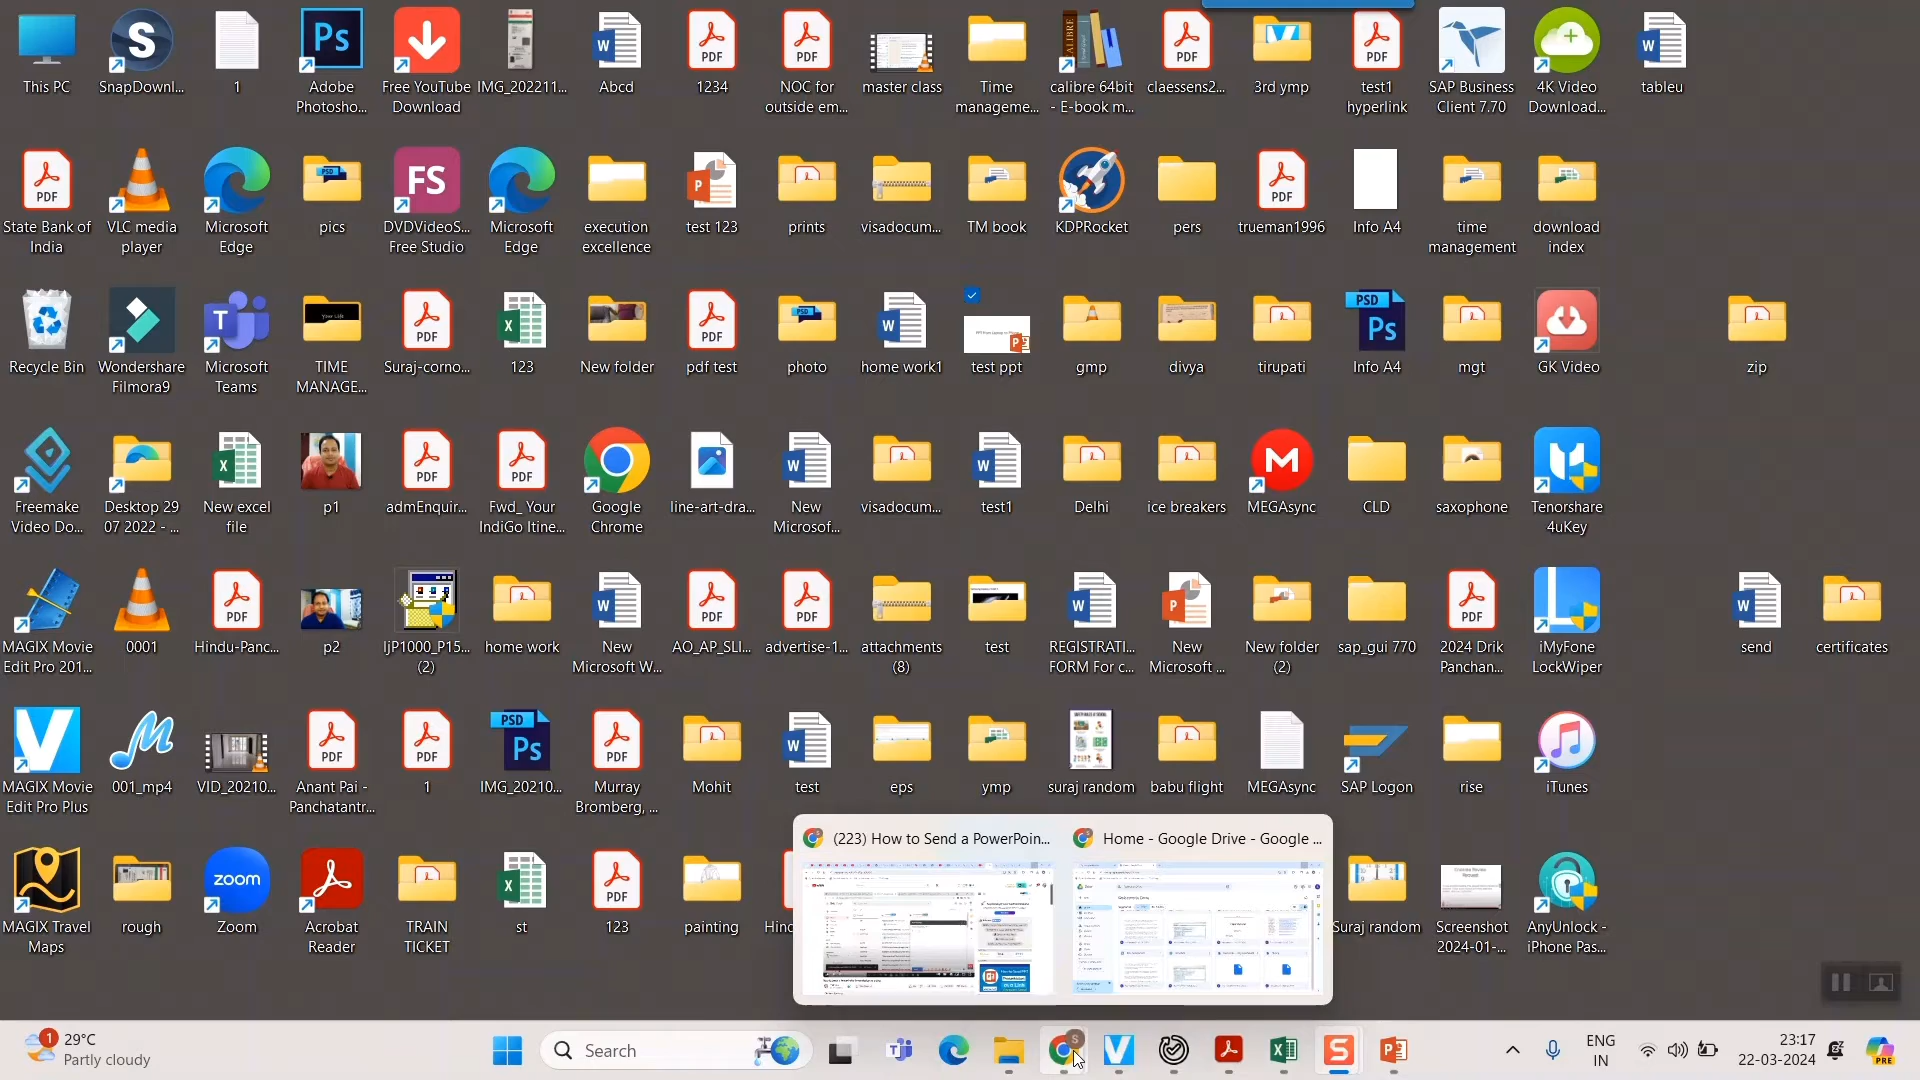 This PC
SnapDownl...
1
Adobe
Photosho...
Free YouTube
Download
IMG_202211...
Abcd
1234
NOC for
outside em...
master class
Time
manageme...
calibre 64bit
- E-book m...
claessens2...
3rd ymp
test1
hyperlink
SAP Business
Client 7.70
4K Video
Download...
tableu
State Bank of
India
VLC media
player
Microsoft
Edge
pics
DVDVideoS...
Free Studio
Microsoft
Edge
execution
excellence
test 123
prints
visadocum...
TM book
KDPRocket
pers
trueman1996
Info A4
time
management
download
index
Recycle Bin
Wondershare
Filmora9
Microsoft
Teams
TIME
MANAGE...
Suraj-corno...
123
New folder
pdf test
photo
home work1
test ppt
gmp
divya
tirupati
Info A4
mgt
GK Video
zip
Freemake
Video Do...
Desktop 29
07 2022 - ...
New excel
file
p1
admEnquir...
Fwd_ Your
IndiGo Itine...
Google
Chrome
line-art-dra...
New
Microsof...
visadocum...
test1
Delhi
ice breakers
MEGAsync
CLD
saxophone
Tenorshare
4uKey
MAGIX Movie
Edit Pro 201...
0001
Hindu-Panc...
p2
ljP1000_P15...
(2)
home work
New
Microsoft W...
AO_AP_SLI...
advertise-1...
attachments
(8)
test
REGISTRATI...
FORM For c...
New
Microsoft ...
New folder
(2)
sap_gui 770
2024 Drik
Panchan...
iMyFone
LockWiper
send
certificates
MAGIX Movie
Edit Pro Plus
001_mp4
VID_20210...
Anant Pai -
Panchatantr...
1
IMG_20210...
Murray
Bromberg, ...
Mohit
test
eps
ymp
suraj random
babu flight
MEGAsync
SAP Logon
rise
iTunes
(223) How to Send a PowerPoin...
Home - Google Drive - Google ...
MAGIX Travel
Maps
rough
Zoom
Acrobat
Reader
TRAIN
TICKET
st
123
painting
Suraj random
Screenshot
2024-01-...
AnyUnlock -
iPhone Pas...
29°C
Partly cloudy
Search
ENG
IN
23:17
22-03-2024